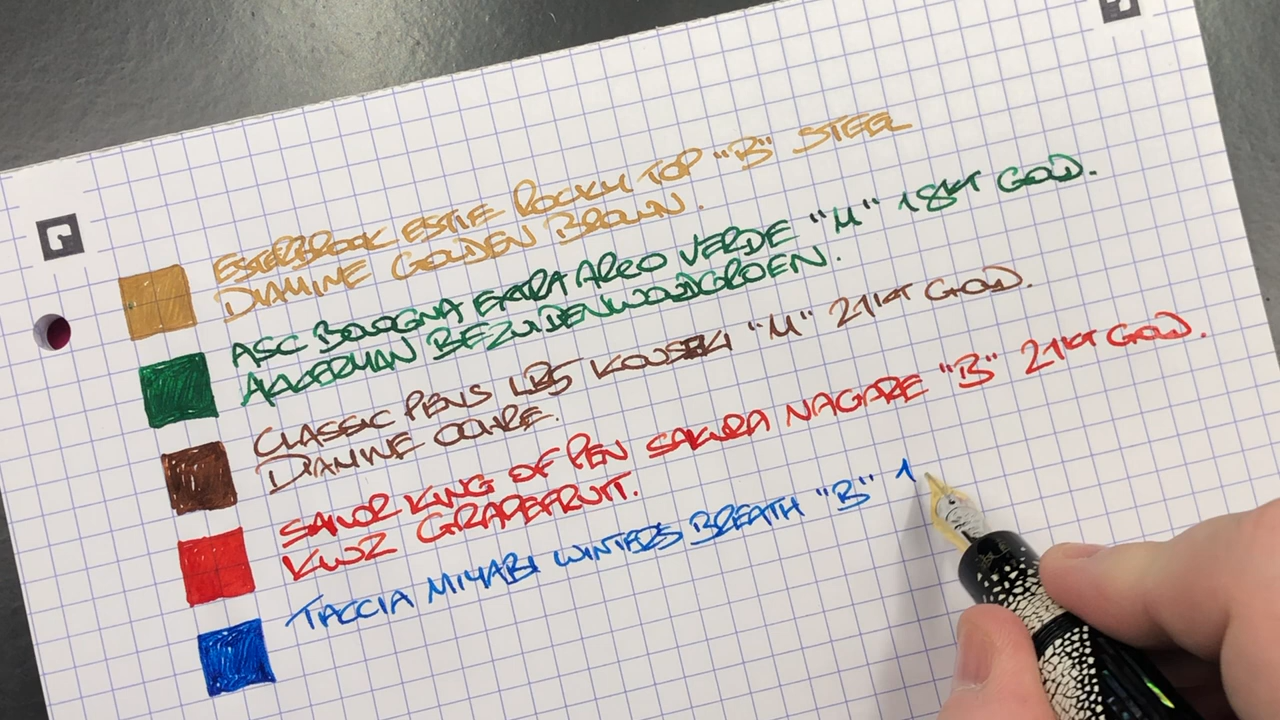 ESTERBROOK ESTIE ROCKY TOP "B" STEEL
DIAMINE GOLDEN BROWN.
ASC BOLOGNA EXTRA ARCO VERDE "M" 18KT GOLD.
AKKERMAN BEZUIDENWOUDGROEN.
CLASSIC PENS LB5 KOUSEKI "M" 21KT GOLD.
DIAMINE OCHRE.
SAILOR KING OF PEN SAKURA NAGARE "B" 21KT GOLD.
KWZ GRAPEFRUIT.
TACCIA MIYABI WINTERS BREATH "B" 1